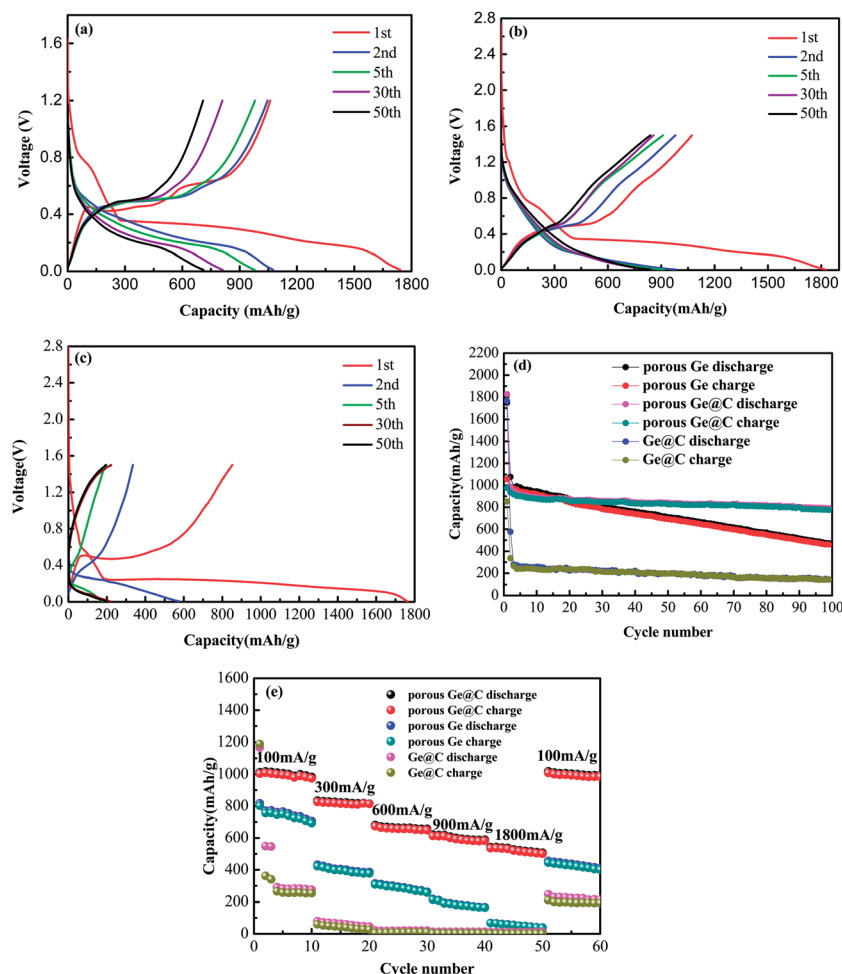 (a)
1st
2nd
5th
30th
50th
1.6
1.2
0.8
0.4
0.0
Voltage (V)
300 600 900 1200 1500 1800
Capacity (mAh/g)
(b)
1st
2nd
5th
30th
50th
2.8
2.4
2.0
1.6
1.2
0.8
0.4
0.0
Voltage (V)
0 300 600 900 1200 1500 1800
Capacity(mAh/g)
(c)
1st
2nd
5th
30th
50th
2.8
2.4
2.0
1.6
1.2
0.8
0.4
0.0
Voltage(V)
0 200 400 600 800 1000 1200 1400 1600 1800
Capacity(mAh/g)
(d)
porous Ge discharge
porous Ge charge
porous Ge@C discharge
porous Ge@C charge
Ge@C discharge
Ge@C charge
2200
2000
1800
1600
1400
1200
1000
800
600
400
200
0
Capacity(mAh/g)
0 10 20 30 40 50 60 70 80 90 100
Cycle number
(e)
porous Ge@C discharge
porous Ge@C charge
porous Ge discharge
porous Ge charge
Ge@C discharge
Ge@C charge
1600
1400
1200
1000
800
600
400
200
0
Capacity(mAh/g)
100mA/g
300mA/g
600mA/g
900mA/g
1800mA/g
100mA/g
0 10 20 30 40 50 60
Cycle number